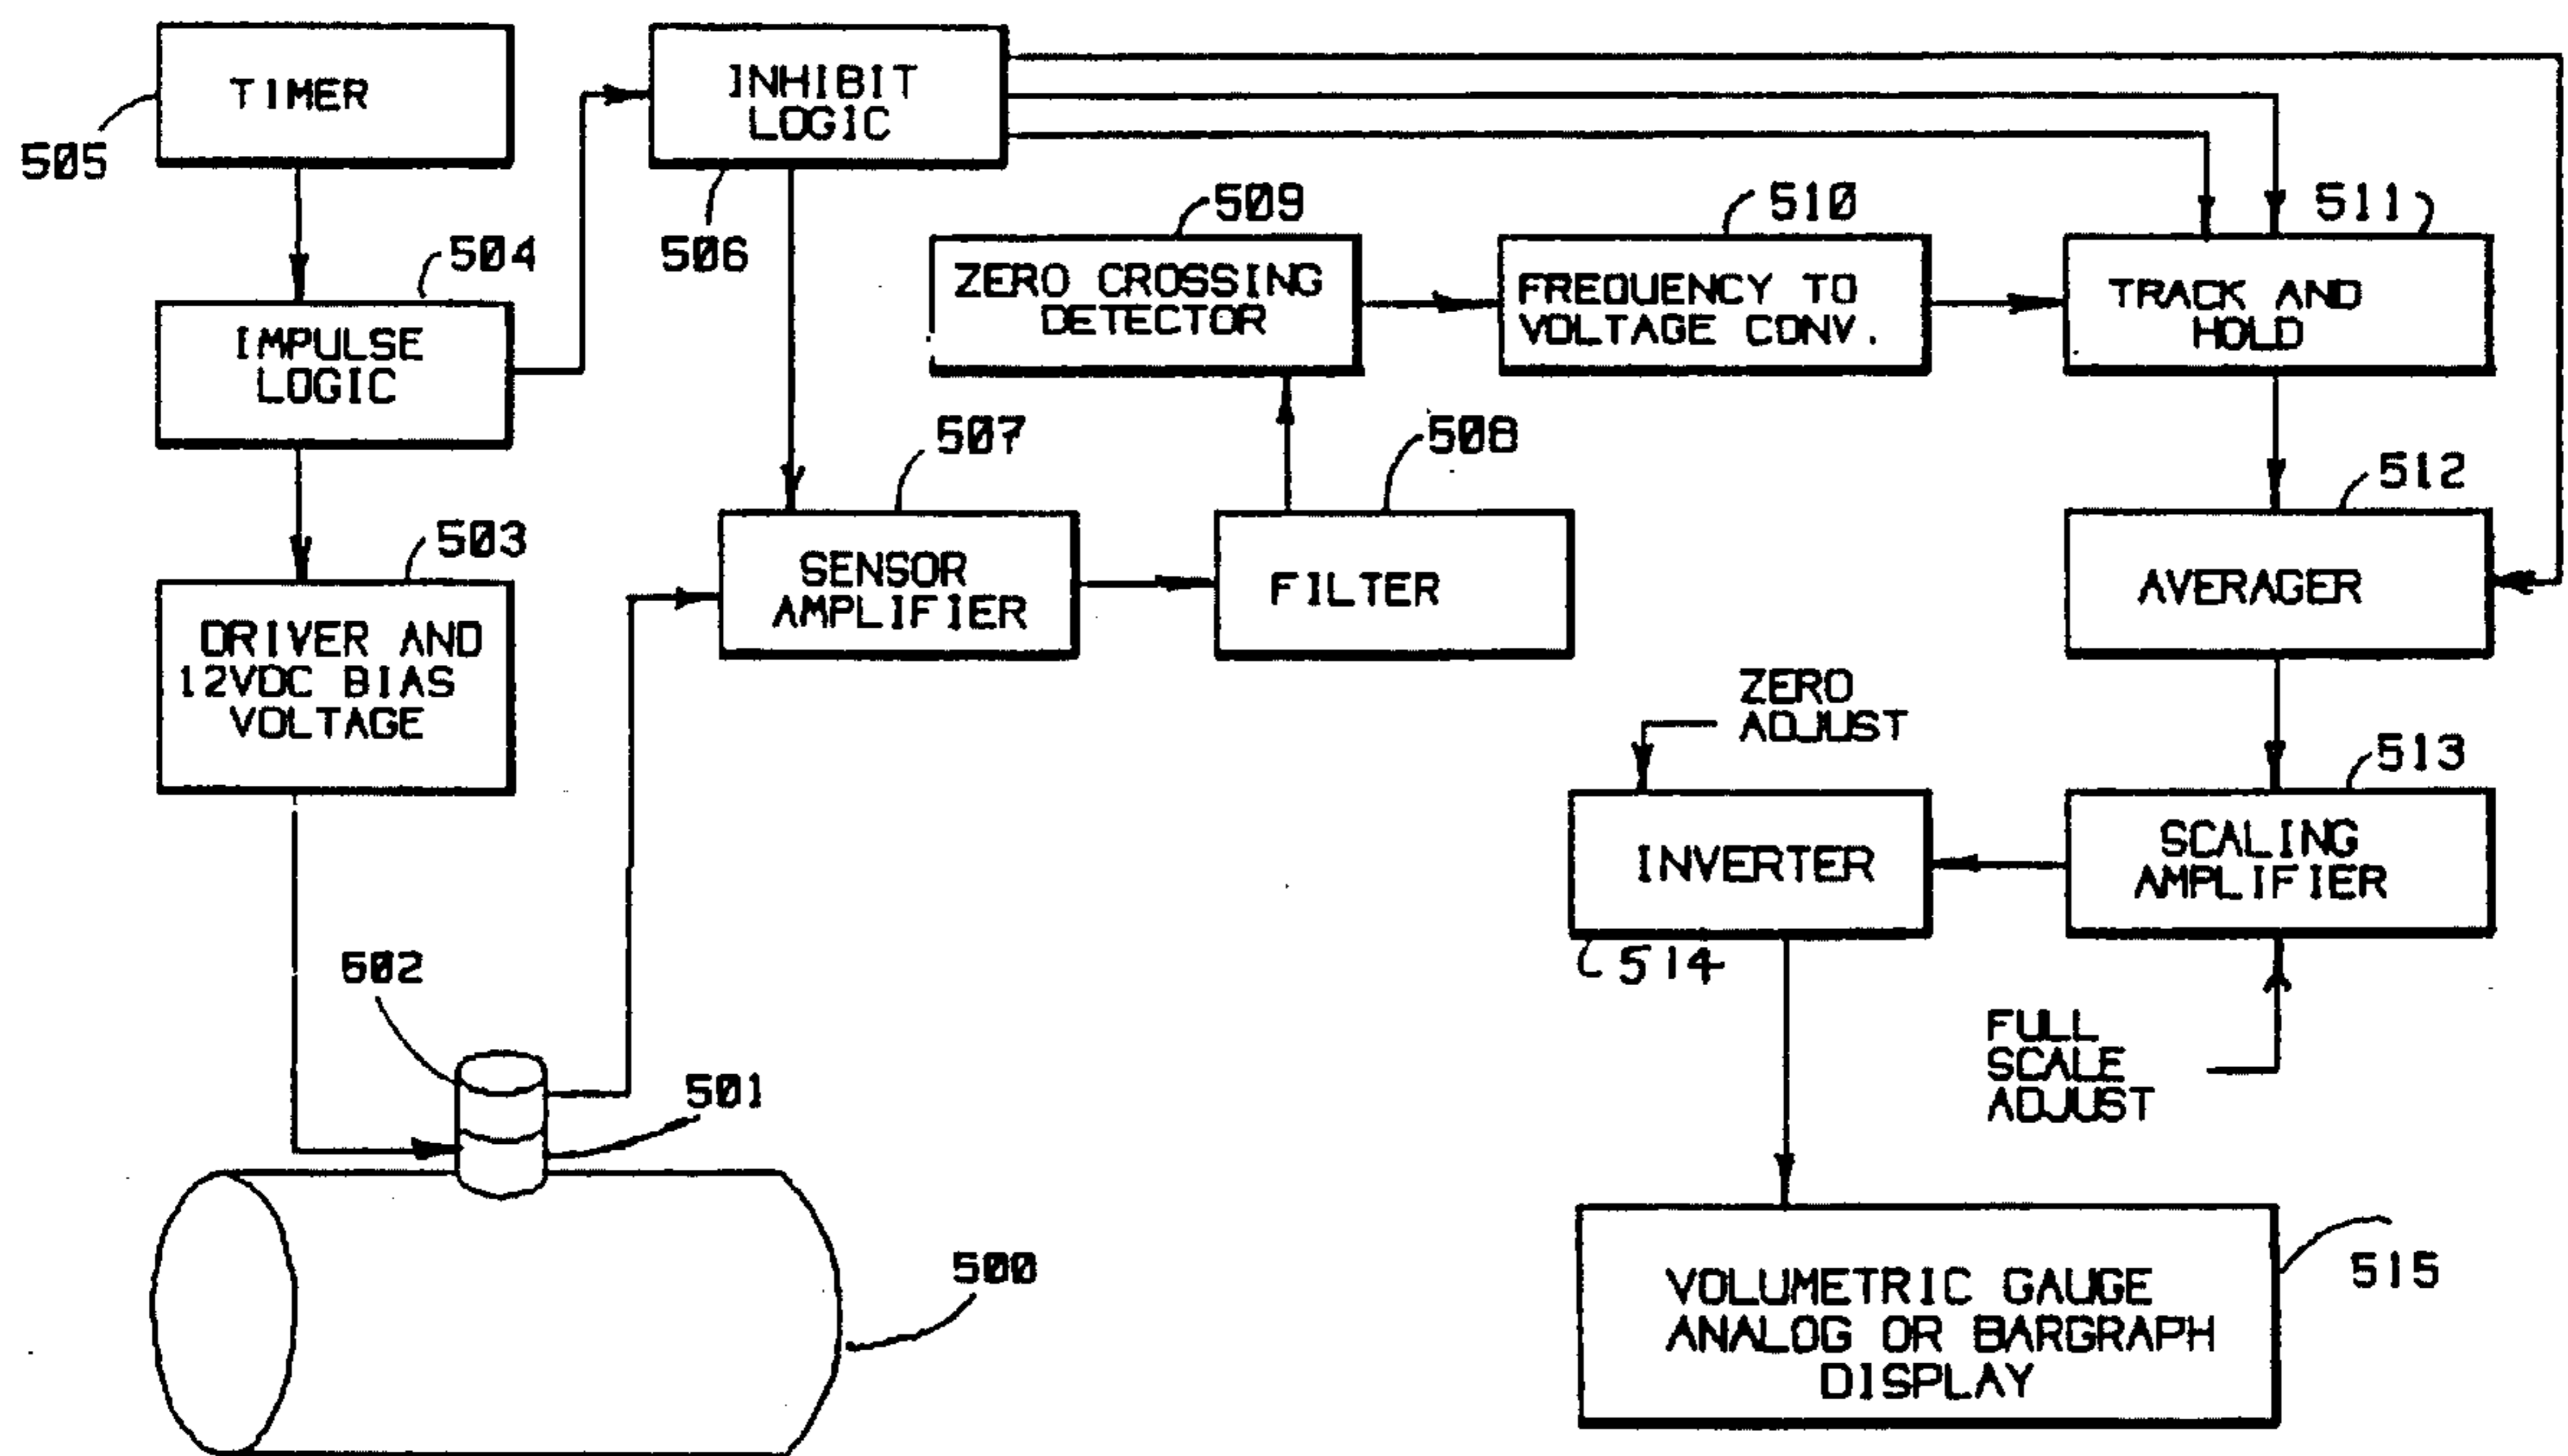 TIMER
505
INHIBIT
LOGIC
506
504
IMPULSE
LOGIC
509
ZERO CROSSING
DETECTOR
510
FREQUENCY TO
VOLTAGE CONV.
511
TRACK AND
HOLD
503
DRIVER AND
12VDC BIAS
VOLTAGE
507
SENSOR
AMPLIFIER
508
FILTER
512
AVERAGER
ZERO
ADJUST
513
SCALING
AMPLIFIER
INVERTER
514
FULL
SCALE
ADJUST
502
501
500
515
VOLUMETRIC GAUGE
ANALOG OR BARGRAPH
DISPLAY